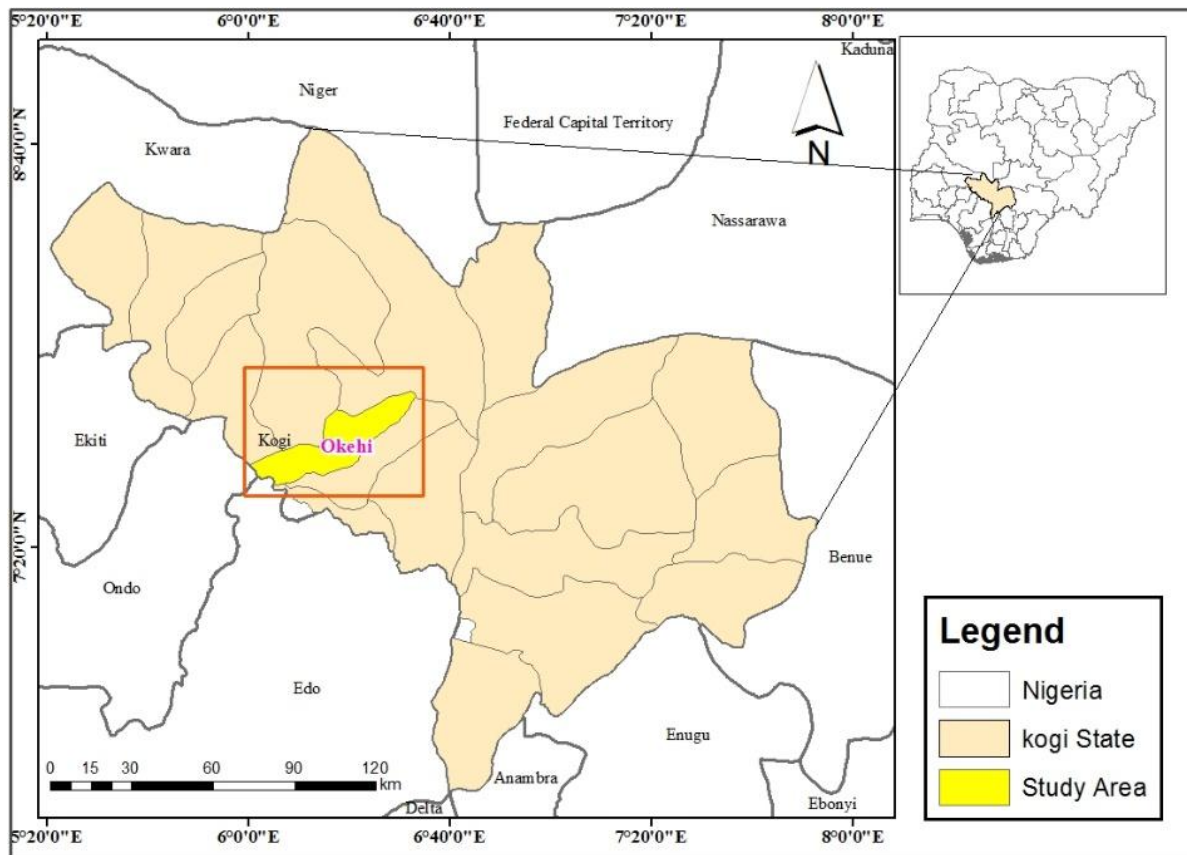 5°20'0"E 6°0'0"E 6°40'0"E 7°20'0"E 8°0'0"E
Kaduna
Niger
Federal Capital Territory
N
8°40'0"N
Kwara
Nassarawa
Ekiti
Kogi
Okehi
7°20'0"N
Benue
Ondo
Edo
Enugu
Anambra
Ebonyi
Delta
0 15 30 60 90 120
km
5°20'0"E 6°0'0"E 6°40'0"E 7°20'0"E 8°0'0"E
Legend
Nigeria
kogi State
Study Area